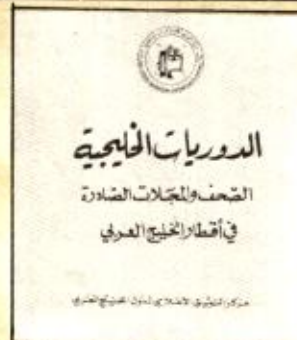 الدوريات الخليجية
الصحف والمجلات الصادرة
في أقطار الخليج العربي
مركز التوثيق الإعلامي لدول الخليج العربي